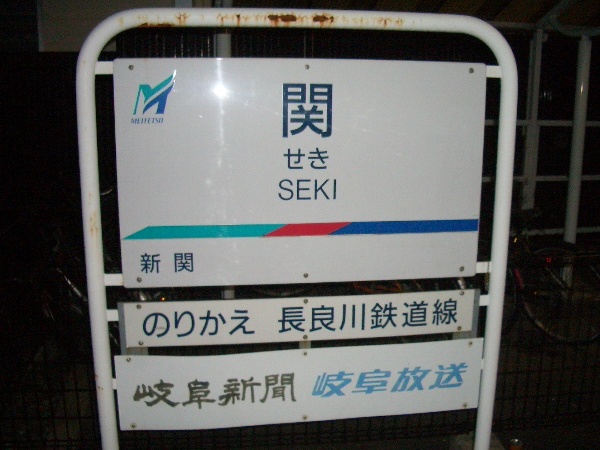 MEITETSU
関
せき
SEKI
新関
のりかえ 長良川鉄道線
岐阜新聞 岐阜放送